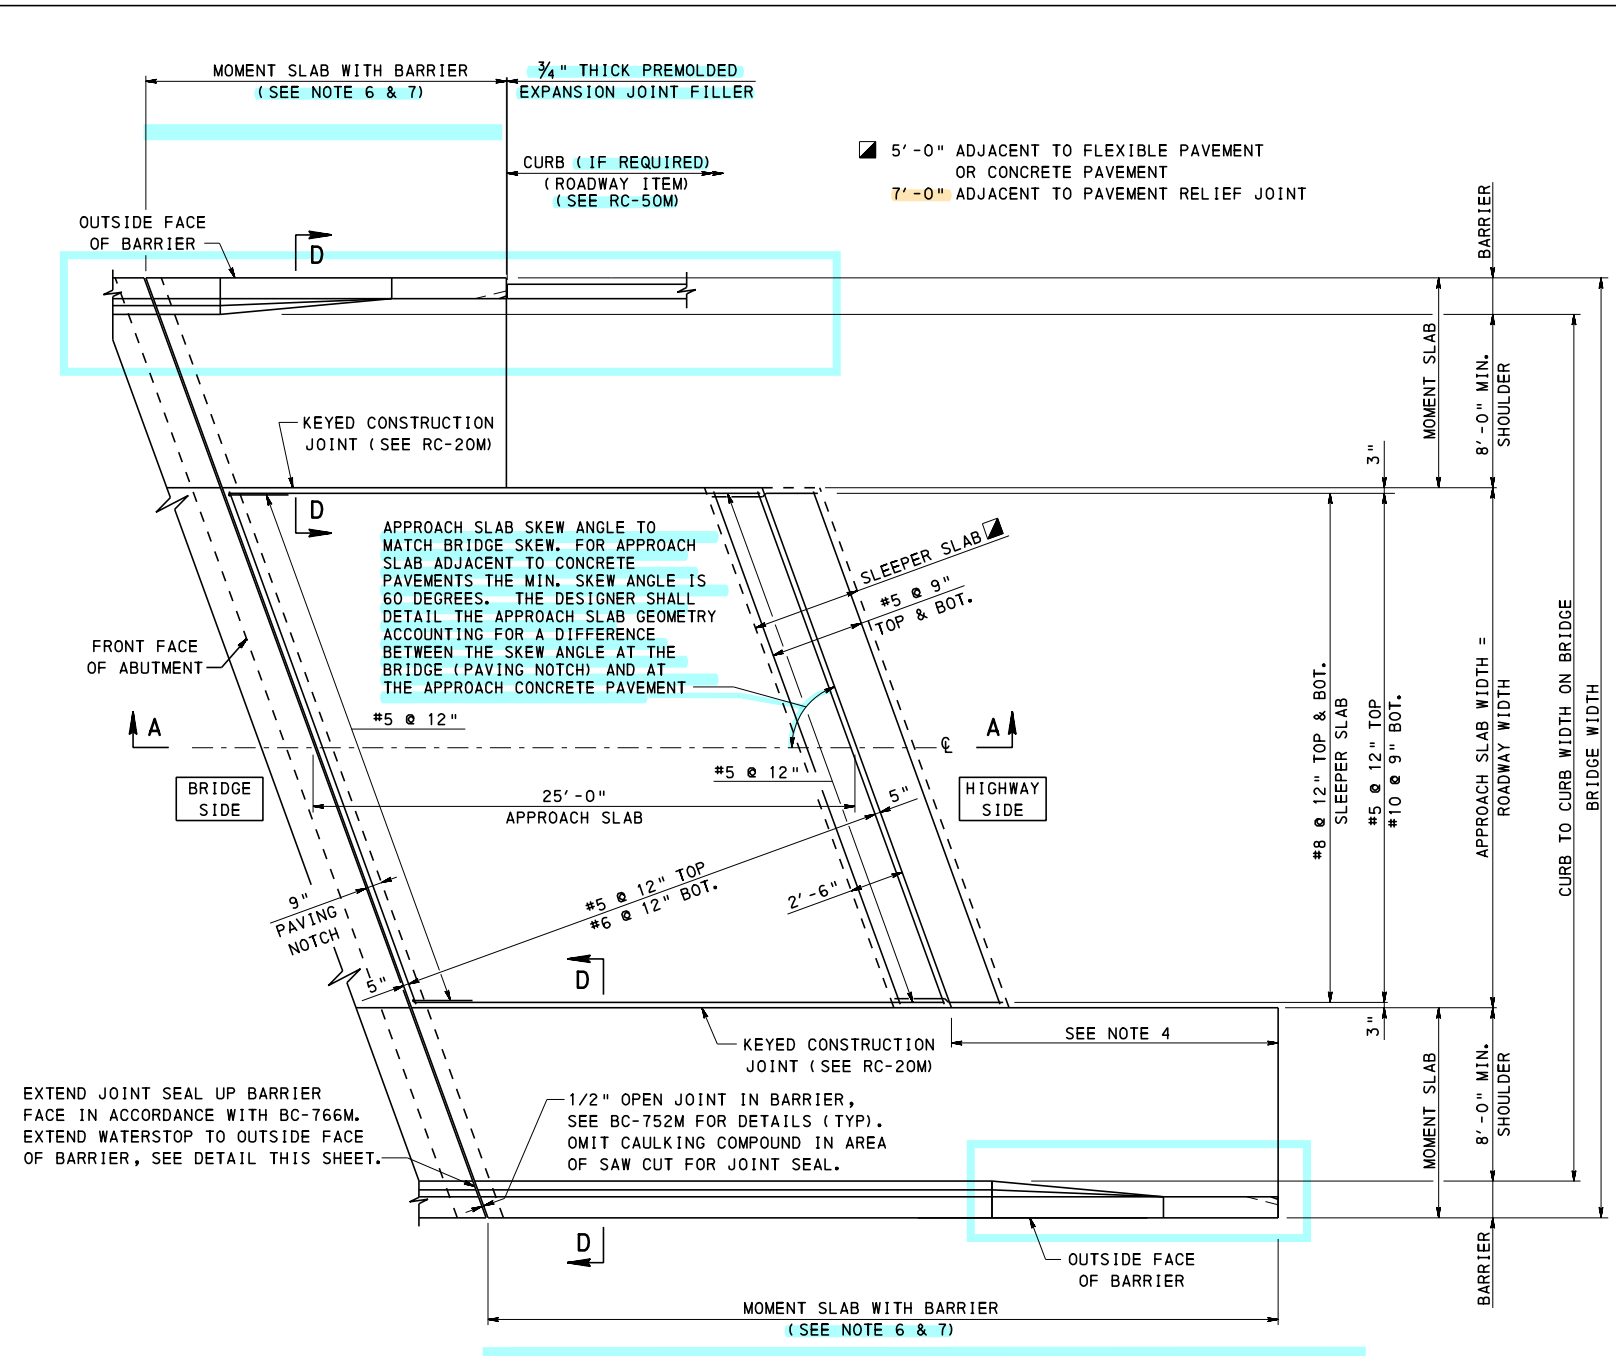 MOMENT SLAB WITH BARRIER
(SEE NOTE 6 & 7)
3/4" THICK PREMOLDED
EXPANSION JOINT FILLER
CURB (IF REQUIRED)
(ROADWAY ITEM)
(SEE RC-50M)
5'-0" ADJACENT TO FLEXIBLE PAVEMENT
OR CONCRETE PAVEMENT
7'-0" ADJACENT TO PAVEMENT RELIEF JOINT
OUTSIDE FACE
OF BARRIER
D
BARRIER
MOMENT SLAB
8'-0" MIN.
SHOULDER
KEYED CONSTRUCTION
JOINT (SEE RC-20M)
3"
D
APPROACH SLAB SKEW ANGLE TO
MATCH BRIDGE SKEW. FOR APPROACH
SLAB ADJACENT TO CONCRETE
PAVEMENTS THE MIN. SKEW ANGLE IS
60 DEGREES. THE DESIGNER SHALL
DETAIL THE APPROACH SLAB GEOMETRY
ACCOUNTING FOR A DIFFERENCE
BETWEEN THE SKEW ANGLE AT THE
BRIDGE (PAVING NOTCH) AND AT
THE APPROACH CONCRETE PAVEMENT
SLEEPER SLAB
#5 @ 9"
TOP & BOT.
FRONT FACE
OF ABUTMENT
#5 @ 12"
A
A
℄
#5 @ 12"
BRIDGE
SIDE
25'-0"
APPROACH SLAB
5"
HIGHWAY
SIDE
#8 @ 12" TOP & BOT.
SLEEPER SLAB
#5 @ 12" TOP
#10 @ 9" BOT.
APPROACH SLAB WIDTH =
ROADWAY WIDTH
CURB TO CURB WIDTH ON BRIDGE
BRIDGE WIDTH
9"
PAVING
NOTCH
#5 @ 12" TOP
#6 @ 12" BOT.
2'-6"
5"
D
SEE NOTE 4
3"
KEYED CONSTRUCTION
JOINT (SEE RC-20M)
MOMENT SLAB
8'-0" MIN.
SHOULDER
EXTEND JOINT SEAL UP BARRIER
FACE IN ACCORDANCE WITH BC-766M.
EXTEND WATERSTOP TO OUTSIDE FACE
OF BARRIER, SEE DETAIL THIS SHEET.
1/2" OPEN JOINT IN BARRIER,
SEE BC-752M FOR DETAILS (TYP).
OMIT CAULKING COMPOUND IN AREA
OF SAW CUT FOR JOINT SEAL.
D
OUTSIDE FACE
OF BARRIER
BARRIER
MOMENT SLAB WITH BARRIER
(SEE NOTE 6 & 7)